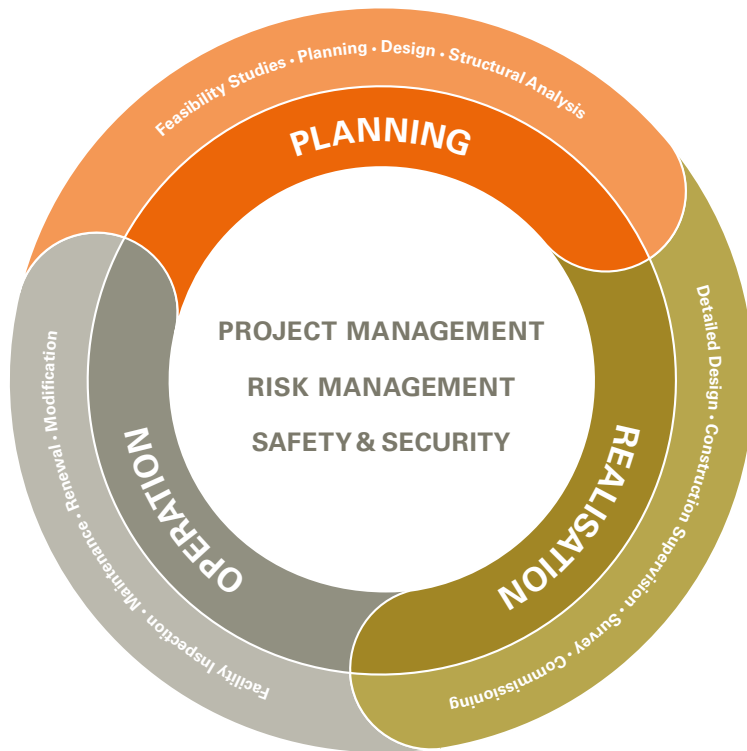 Feasibility Studies • Planning • Design • Structural Analysis
PLANNING
PROJECT MANAGEMENT
RISK MANAGEMENT
SAFETY & SECURITY
REALISATION
Detailed Design • Construction Supervision • Survey • Commissioning
OPERATION
Facility Inspection • Maintenance • Renewal • Modification